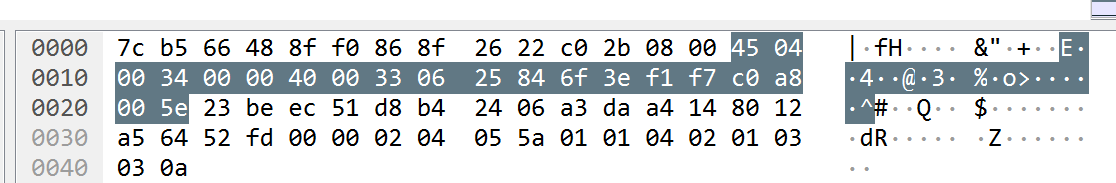 0000 7c b5 66 48 8f f0 86 8f 26 22 c0 2b 08 00 45 04 |·fH···· &"·+··E·
0010 00 34 00 00 40 00 33 06 25 84 6f 3e f1 f7 c0 a8 ·4··@·3· %·o>····
0020 00 5e 23 be ec 51 d8 b4 24 06 a3 da a4 14 80 12 ·^#··Q·· $·······
0030 a5 64 52 fd 00 00 02 04 05 5a 01 01 04 02 01 03 ·dR····· ·Z······
0040 03 0a ··